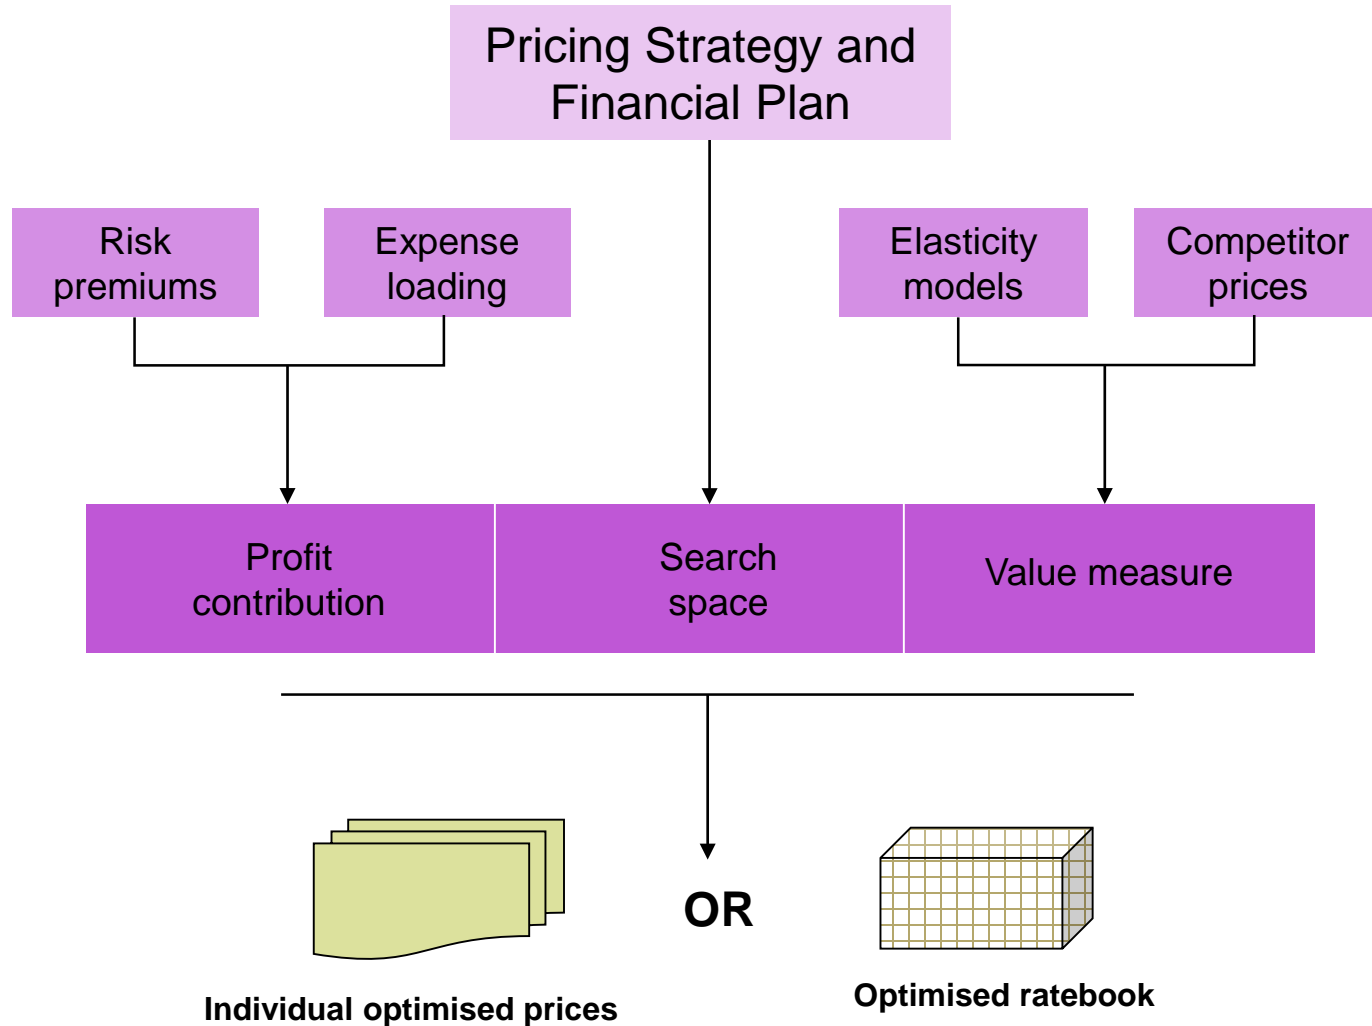 Pricing Strategy and
Financial Plan
Risk
premiums
Expense
loading
Elasticity
models
Competitor
prices
Profit
contribution
Search
space
Value measure
OR
Individual optimised prices
Optimised ratebook